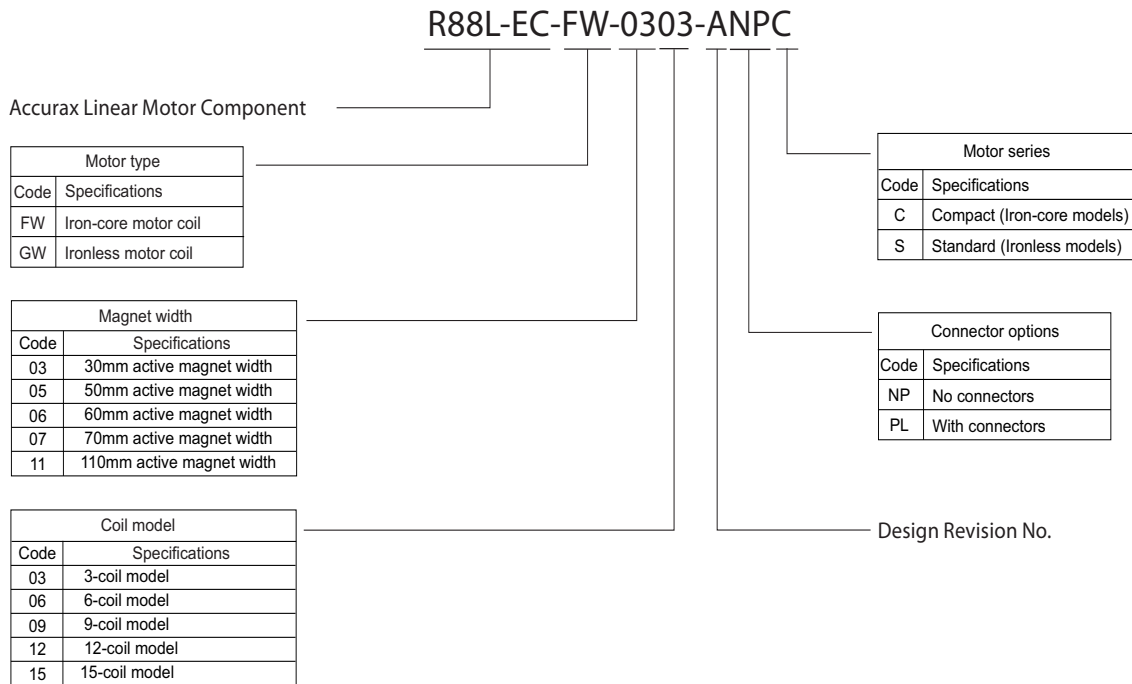 R88L-EC-FW-0303-ANPC
Accurax Linear Motor Component
Motor type
Code Specifications
FW Iron-core motor coil
GW Ironless motor coil
Magnet width
Code Specifications
03 30mm active magnet width
05 50mm active magnet width
06 60mm active magnet width
07 70mm active magnet width
11 110mm active magnet width
Coil model
Code Specifications
03 3-coil model
06 6-coil model
09 9-coil model
12 12-coil model
15 15-coil model
Motor series
Code Specifications
C Compact (Iron-core models)
S Standard (Ironless models)
Connector options
Code Specifications
NP No connectors
PL With connectors
Design Revision No.